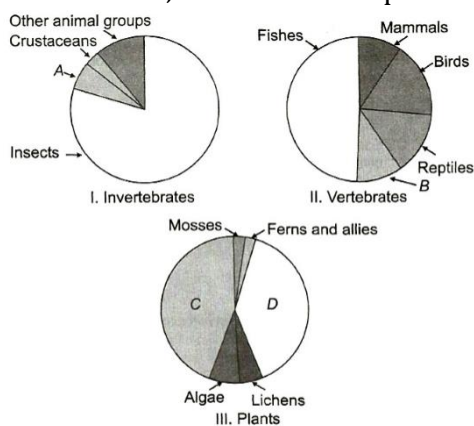 Other animal groups
Crustaceans
A
Insects
I. Invertebrates
Fishes
Mammals
Birds
Reptiles
B
II. Vertebrates
Mosses
Ferns and allies
C
D
Algae
Lichens
III. Plants